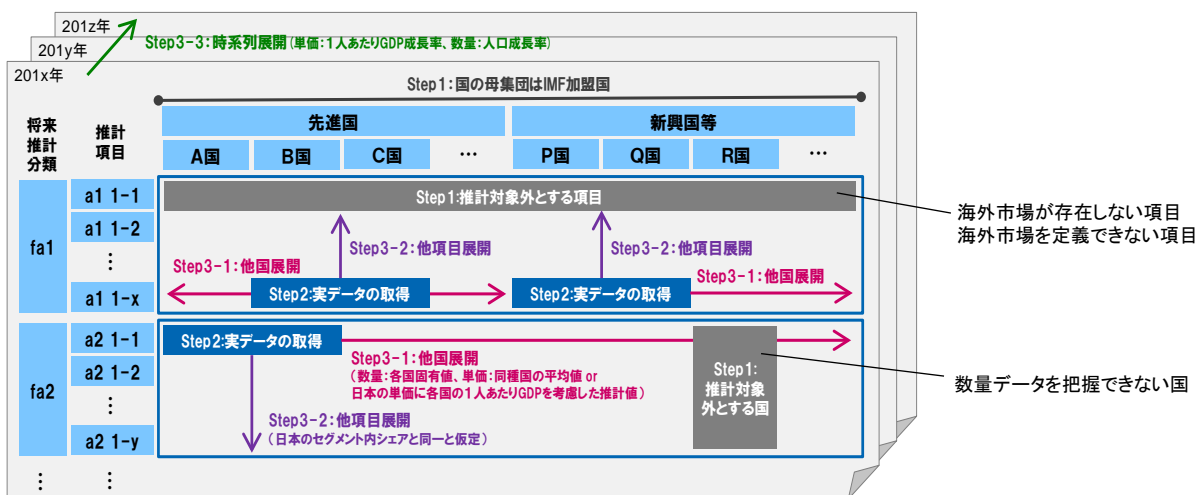 201z年
201y年
Step3-3:時系列展開(単価:1人あたりGDP成長率、数量:人口成長率)
201x年
Step1:国の母集団はIMF加盟国
将来
推計
分類
推計
項目
先進国
新興国等
A国
B国
C国
…
P国
Q国
R国
…
fa1
a1 1-1
a1 1-2
⋮
a1 1-x
Step1:推計対象外とする項目
海外市場が存在しない項目
海外市場を定義できない項目
Step3-2:他項目展開
Step3-2:他項目展開
Step3-1:他国展開
Step3-1:他国展開
Step2:実データの取得
Step2:実データの取得
fa2
a2 1-1
a2 1-2
⋮
a2 1-y
Step2:実データの取得
Step3-1:他国展開
(数量:各国固有値、単価:同種国の平均値 or
日本の単価に各国の1人あたりGDPを考慮した推計値)
Step1:
推計対象
外とする国
数量データを把握できない国
Step3-2:他項目展開
(日本のセグメント内シェアと同一と仮定)
⋮
⋮